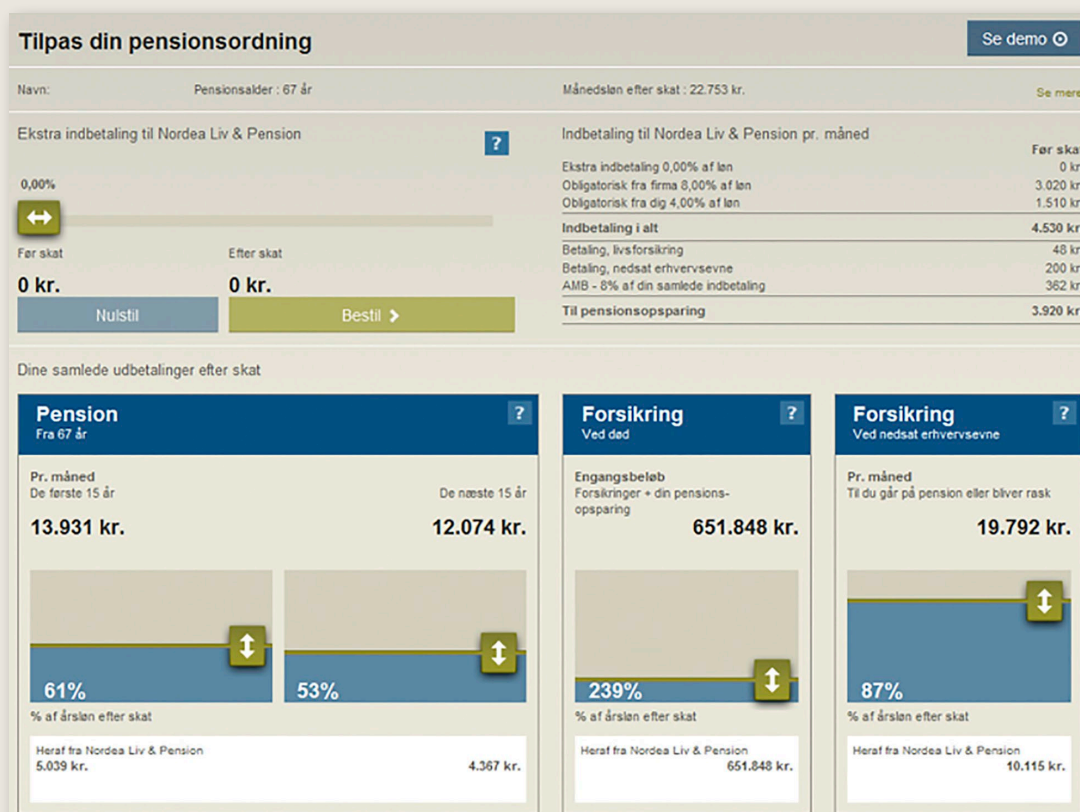 Tilpas din pensionsordning
Se demo
Navn: Pensionsalder : 67 år Månedsløn efter skat : 22.753 kr. Se mere
Ekstra indbetaling til Nordea Liv & Pension ?
0,00%
Før skat Efter skat
0 kr. 0 kr.
Nulstil Bestil
Indbetaling til Nordea Liv & Pension pr. måned
Før skat
Ekstra indbetaling 0,00% af løn 0 kr
Obligatorisk fra firma 8,00% af løn 3.020 kr
Obligatorisk fra dig 4,00% af løn 1.510 kr
Indbetaling i alt 4.530 kr
Betaling, livsforsikring 48 kr
Betaling, nedsat erhvervsevne 200 kr
AMB - 8% af din samlede indbetaling 362 kr
Til pensionsopsparing 3.920 kr
Dine samlede udbetalinger efter skat
Pension ?
Fra 67 år
Pr. måned
De første 15 år De næste 15 år
13.931 kr. 12.074 kr.
61% 53%
% af årsløn efter skat
Heraf fra Nordea Liv & Pension
5.039 kr. 4.367 kr.
Forsikring ?
Ved død
Engangsbeløb
Forsikringer + din pensions-
opsparing
651.848 kr.
239%
% af årsløn efter skat
Heraf fra Nordea Liv & Pension
651.848 kr.
Forsikring ?
Ved nedsat erhvervsevne
Pr. måned
Til du går på pension eller bliver rask
19.792 kr.
87%
% af årsløn efter skat
Heraf fra Nordea Liv & Pension
10.115 kr.